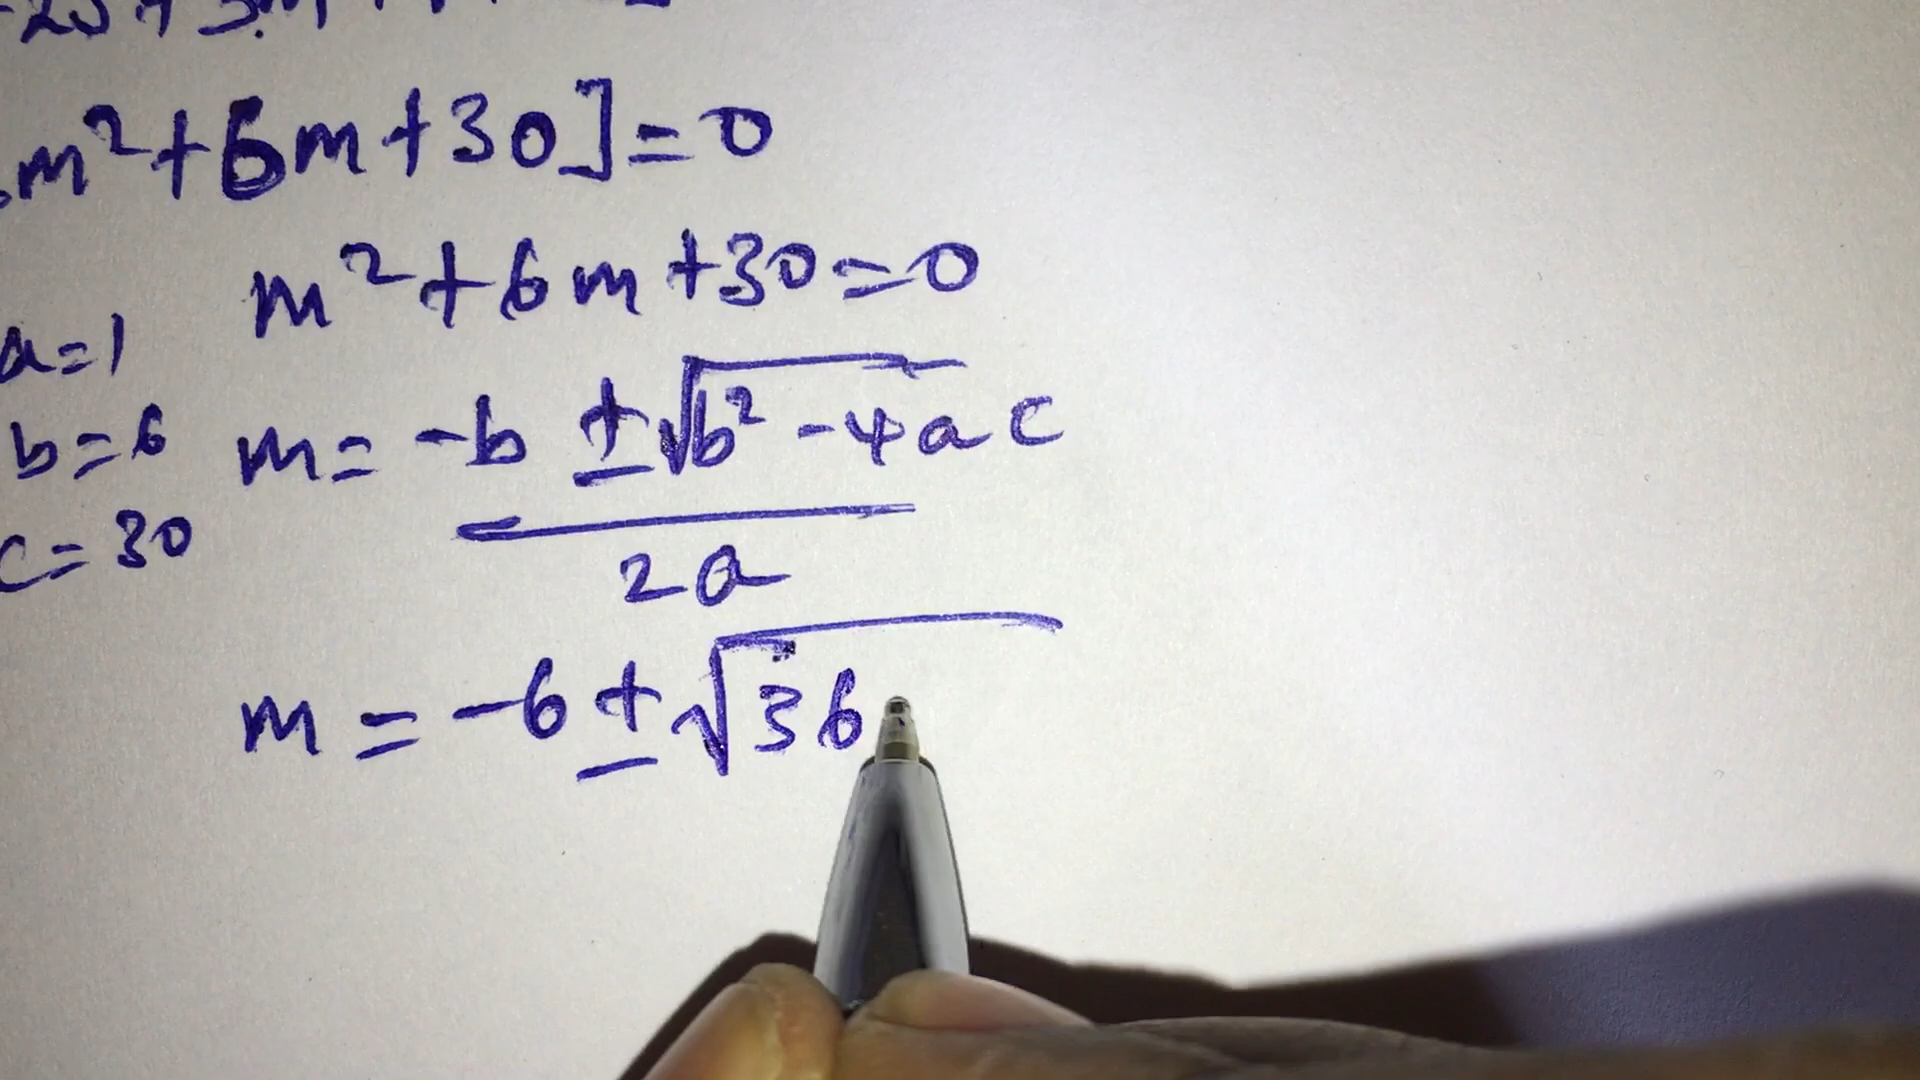 m²+6m+30]=0
m²+6m+30=0
a=1
b=6 m= -b ±√b²-4ac
c=30
2a
m = -6 ± √36